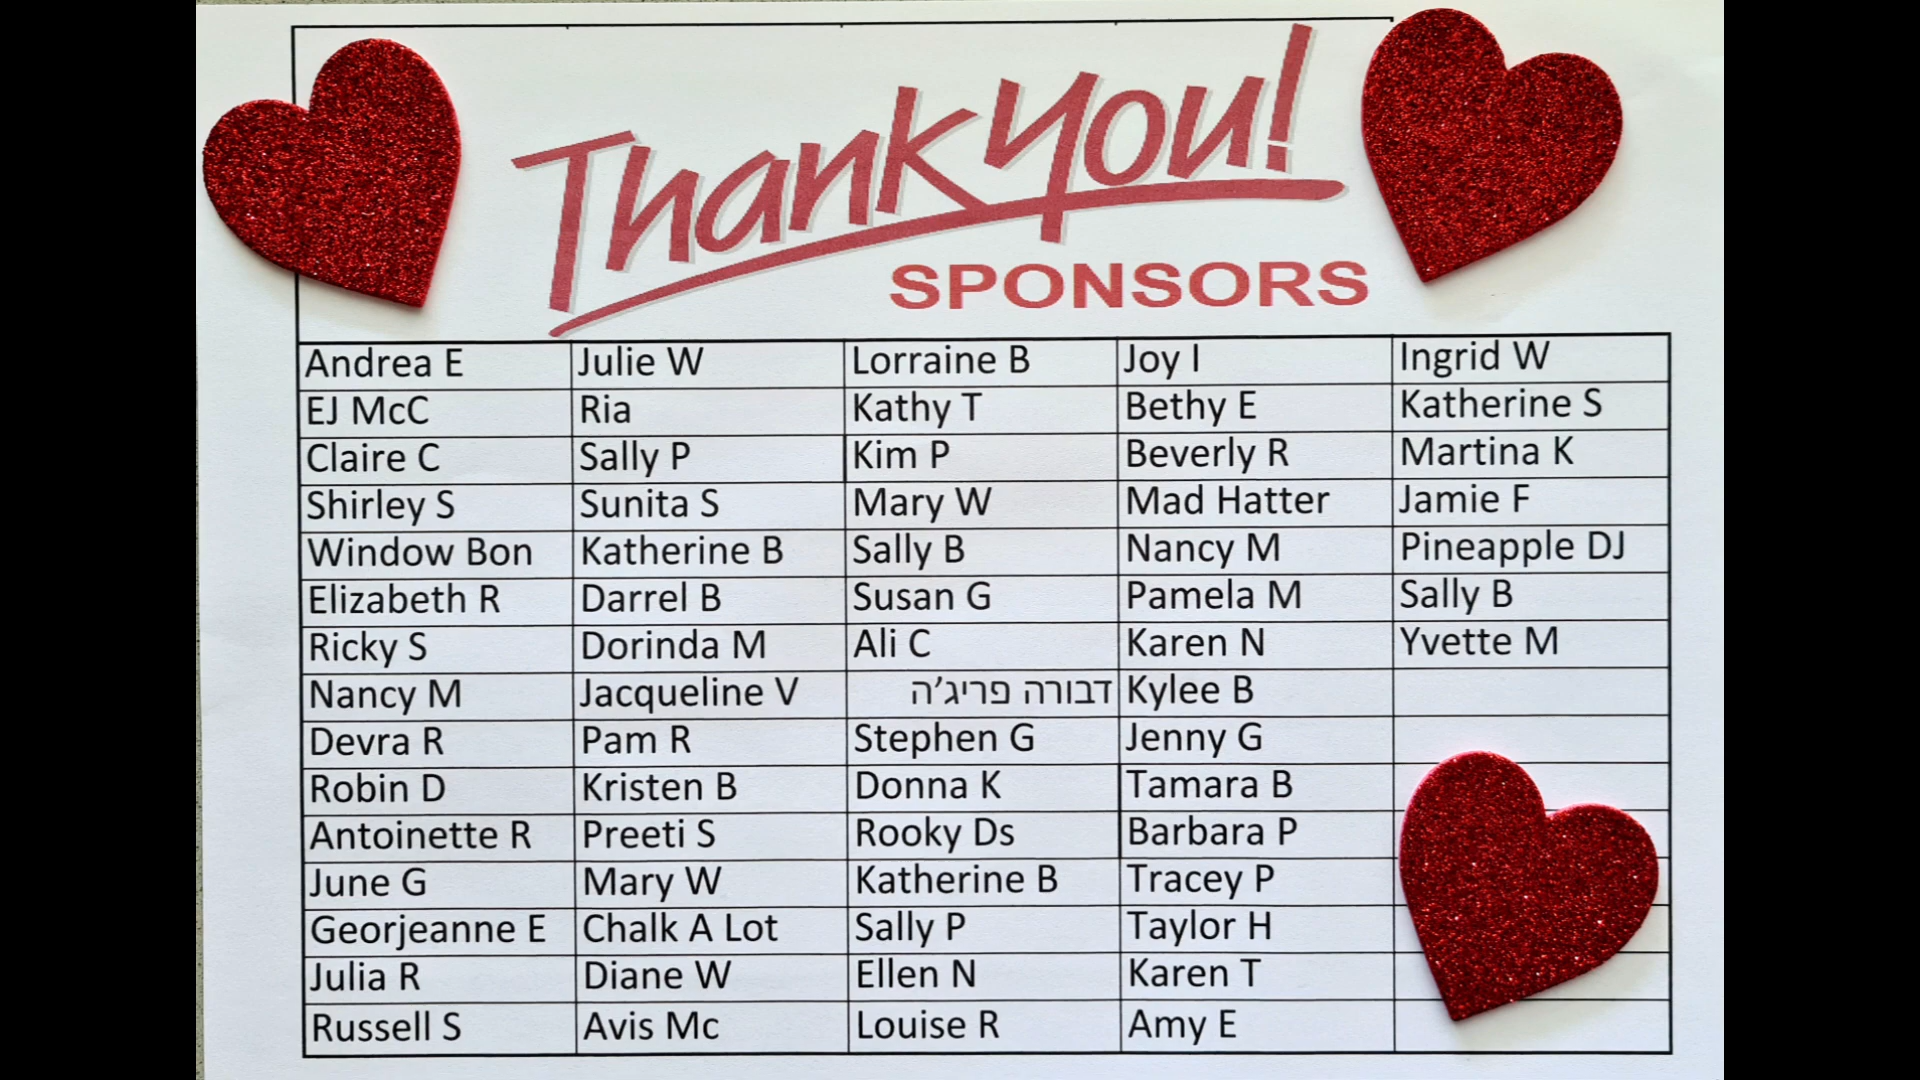 Thank You!
SPONSORS
Andrea E Julie W Lorraine B Joy I Ingrid W
EJ McC Ria Kathy T Bethy E Katherine S
Claire C Sally P Kim P Beverly R Martina K
Shirley S Sunita S Mary W Mad Hatter Jamie F
Window Bon Katherine B Sally B Nancy M Pineapple DJ
Elizabeth R Darrel B Susan G Pamela M Sally B
Ricky S Dorinda M Ali C Karen N Yvette M
Nancy M Jacqueline V דבורה פריג'ה Kylee B
Devra R Pam R Stephen G Jenny G
Robin D Kristen B Donna K Tamara B
Antoinette R Preeti S Rooky Ds Barbara P
June G Mary W Katherine B Tracey P
Georjeanne E Chalk A Lot Sally P Taylor H
Julia R Diane W Ellen N Karen T
Russell S Avis Mc Louise R Amy E